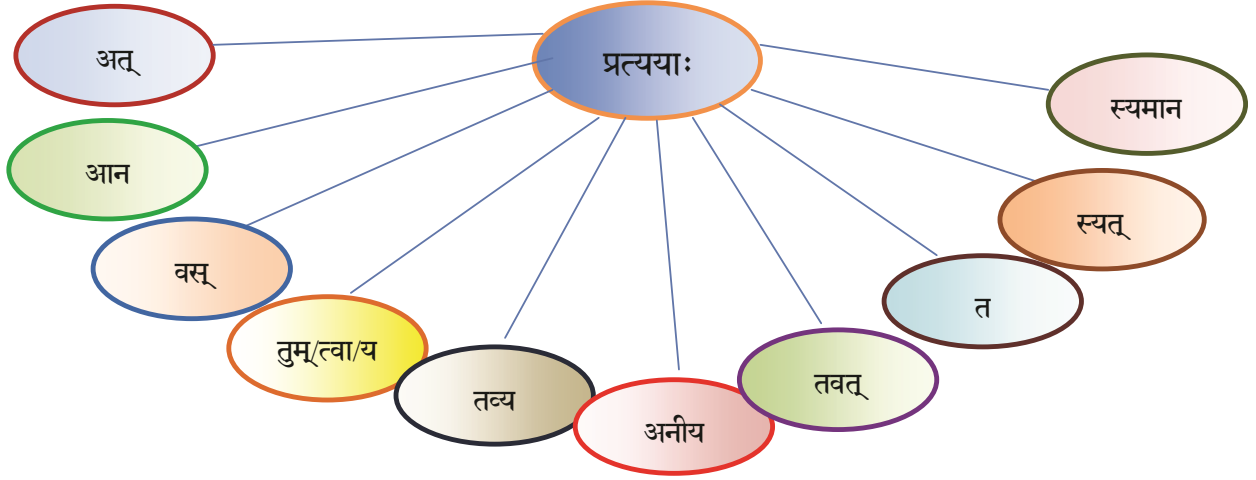 प्रत्ययाः
अत्
आन
वस्
तुम्/त्वा/य
तव्य
अनीय
तवत्
त
स्यत्
स्यमान